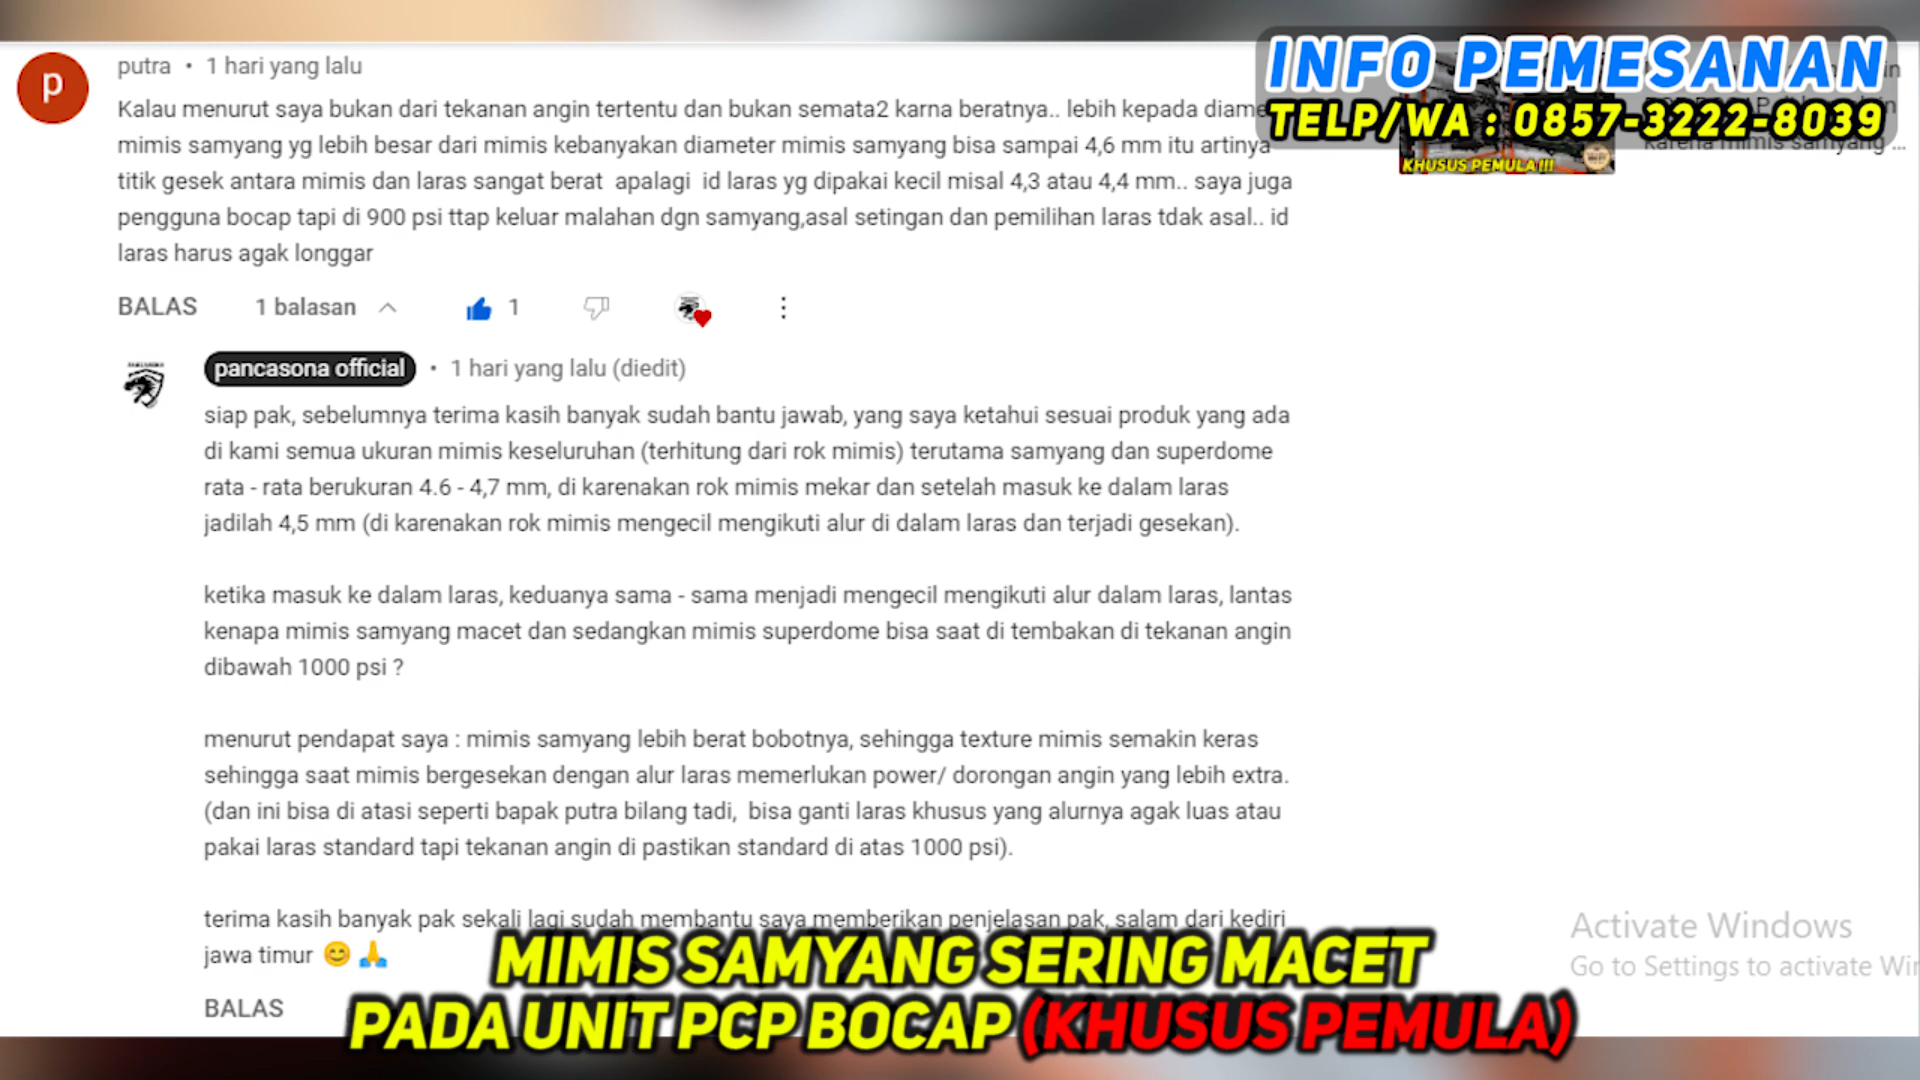 INFO PEMESANAN
TELP/WA : 0857-3222-8039
KHUSUS PEMULA!!!
karena mimis samyang ...
p
putra • 1 hari yang lalu
Kalau menurut saya bukan dari tekanan angin tertentu dan bukan semata2 karna beratnya.. lebih kepada
mimis samyang yg lebih besar dari mimis kebanyakan diameter mimis samyang bisa sampai 4,6 mm itu artinya
titik gesek antara mimis dan laras sangat berat apalagi id laras yg dipakai kecil misal 4,3 atau 4,4 mm.. saya juga
pengguna bocap tapi di 900 psi ttap keluar malahan dgn samyang,asal setingan dan pemilihan laras tdak asal.. id
laras harus agak longgar
BALAS 1 balasan 1
pancasona official • 1 hari yang lalu (diedit)
siap pak, sebelumnya terima kasih banyak sudah bantu jawab, yang saya ketahui sesuai produk yang ada
di kami semua ukuran mimis keseluruhan (terhitung dari rok mimis) terutama samyang dan superdome
rata - rata berukuran 4.6 - 4,7 mm, di karenakan rok mimis mekar dan setelah masuk ke dalam laras
jadilah 4,5 mm (di karenakan rok mimis mengecil mengikuti alur di dalam laras dan terjadi gesekan).
ketika masuk ke dalam laras, keduanya sama - sama menjadi mengecil mengikuti alur dalam laras, lantas
kenapa mimis samyang macet dan sedangkan mimis superdome bisa saat di tembakan di tekanan angin
dibawah 1000 psi ?
menurut pendapat saya : mimis samyang lebih berat bobotnya, sehingga texture mimis semakin keras
sehingga saat mimis bergesekan dengan alur laras memerlukan power/ dorongan angin yang lebih extra.
(dan ini bisa di atasi seperti bapak putra bilang tadi, bisa ganti laras khusus yang alurnya agak luas atau
pakai laras standard tapi tekanan angin di pastikan standard di atas 1000 psi).
terima kasih banyak pak sekali lagi sudah membantu saya memberikan penjelasan pak, salam dari kediri
jawa timur 😊 🙏
BALAS
Activate Windows
Go to Settings to activate
MIMIS SAMYANG SERING MACET
PADA UNIT PCP BOCAP (KHUSUS PEMULA)